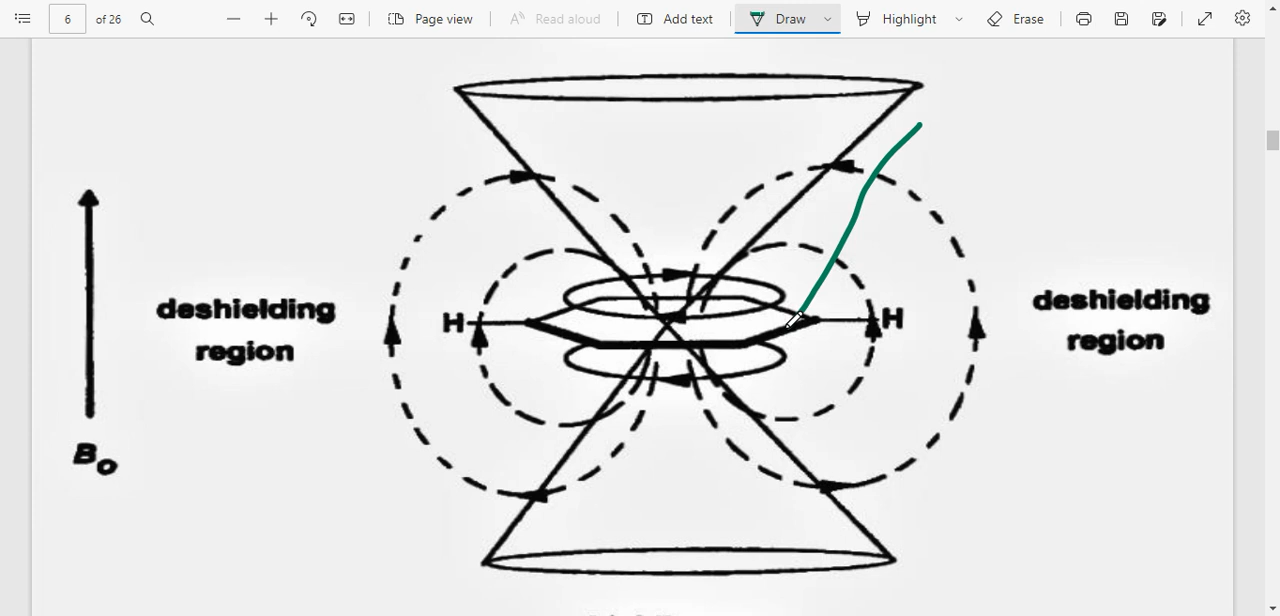 6 of 26 Page view Read aloud Add text Draw Highlight Erase
deshielding
region
H
H
deshielding
region
Bo